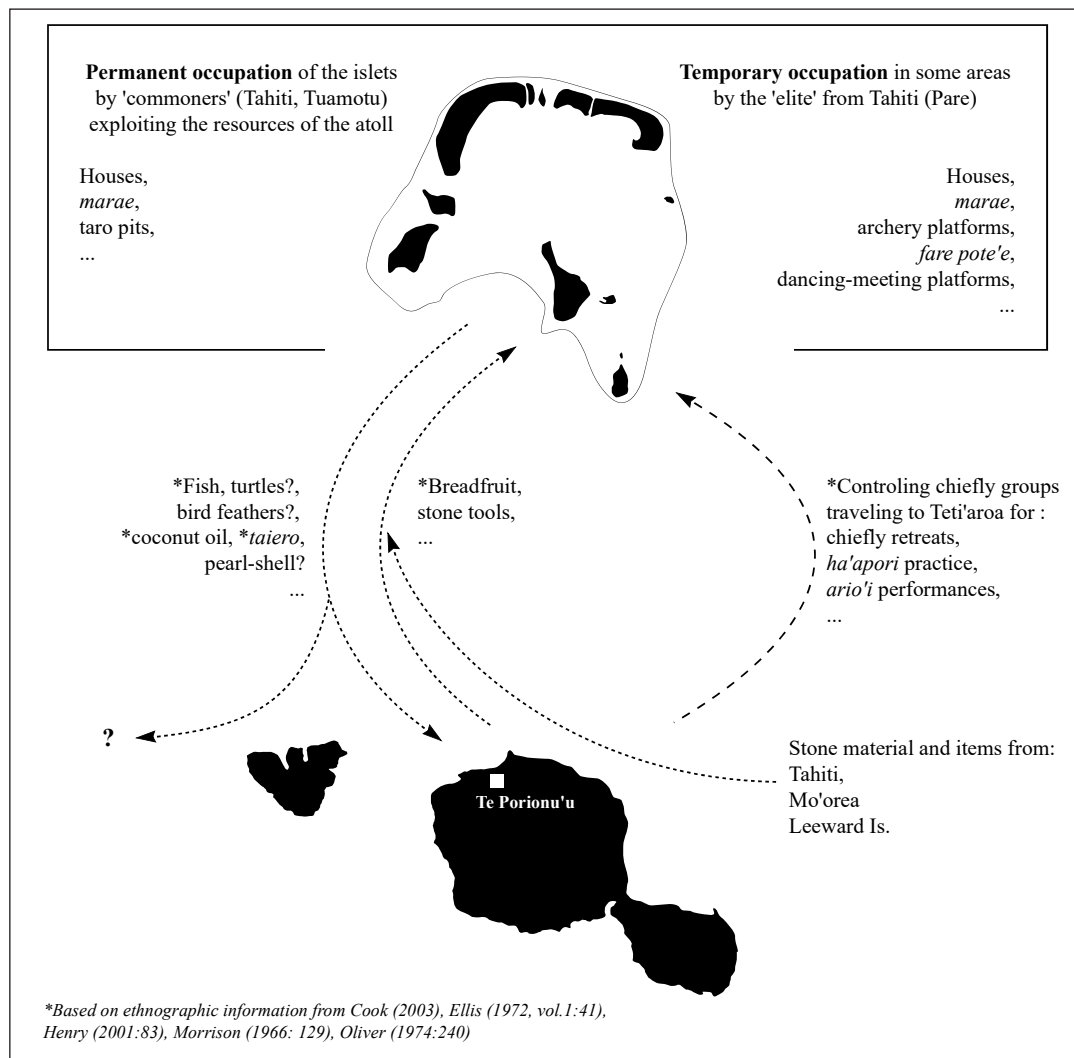 Permanent occupation of the islets
by 'commoners' (Tahiti, Tuamotu)
exploiting the resources of the atoll
Houses,
marae,
taro pits,
...
Temporary occupation in some areas
by the 'elite' from Tahiti (Pare)
Houses,
marae,
archery platforms,
fare pote'e,
dancing-meeting platforms,
...
*Fish, turtles?,
bird feathers?,
*coconut oil, *taiero,
pearl-shell?
...
*Breadfruit,
stone tools,
...
*Controling chiefly groups
traveling to Teti'aroa for :
chiefly retreats,
ha'apori practice,
ario'i performances,
...
?
Te Porionu'u
Stone material and items from:
Tahiti,
Mo'orea
Leeward Is.
*Based on ethnographic information from Cook (2003), Ellis (1972, vol.1:41),
Henry (2001:83), Morrison (1966: 129), Oliver (1974:240)